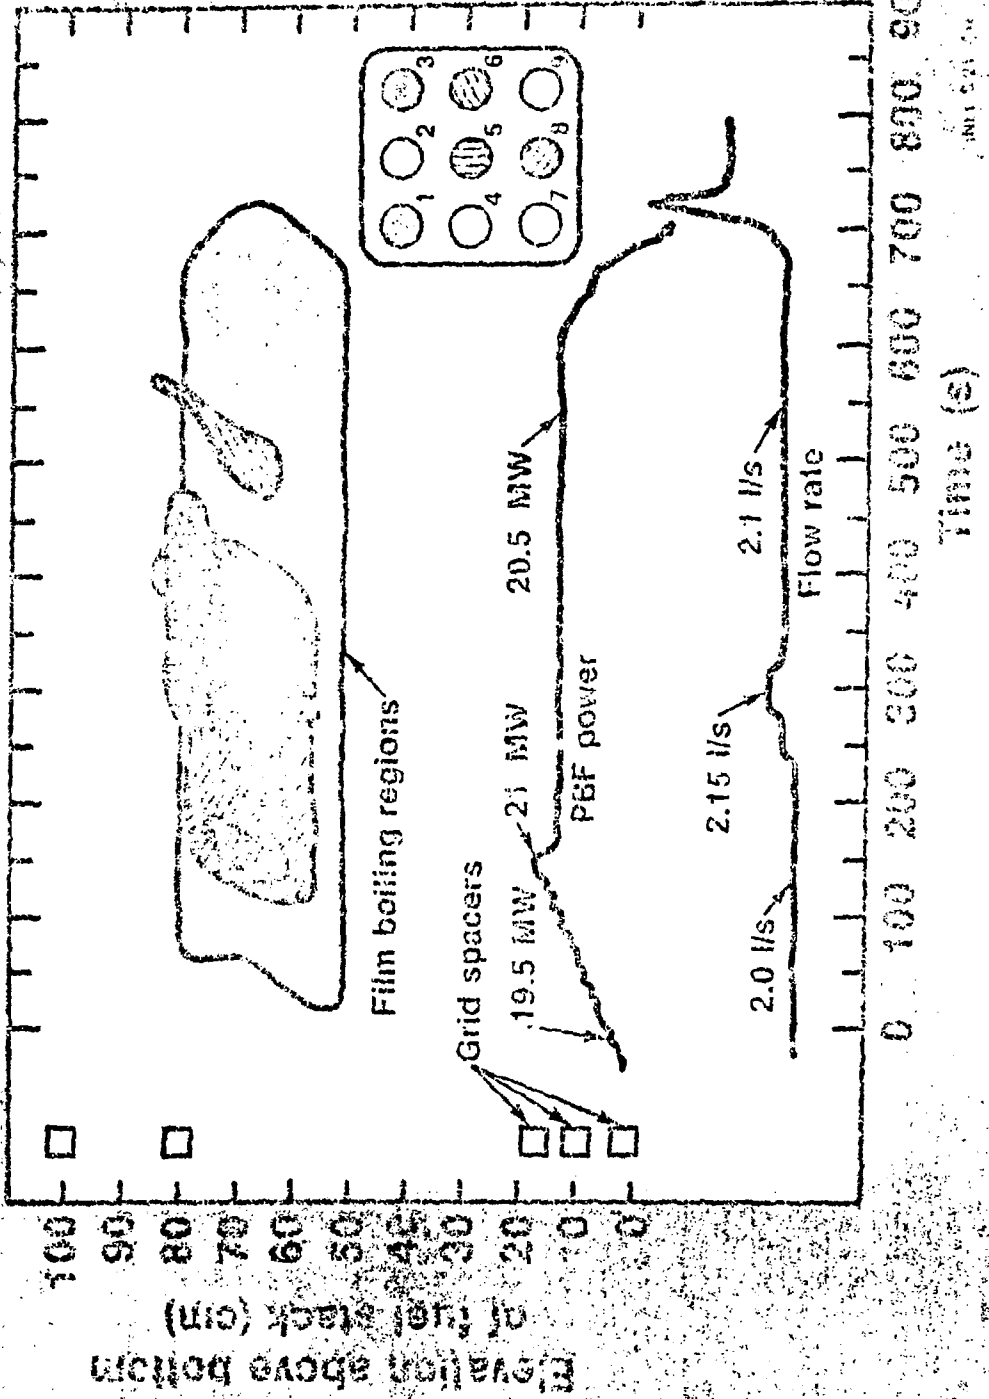 Elevation above bottom
of fuel stack (cm)
100
90
80
70
60
50
40
30
20
10
0
Film boiling regions
1
2
3
4
5
6
7
8
9
Grid spacers
19.5 MW
21 MW
20.5 MW
PBF power
2.0 l/s
2.15 l/s
2.1 l/s
Flow rate
0 100 200 300 400 500 600 700 800
Time (s)